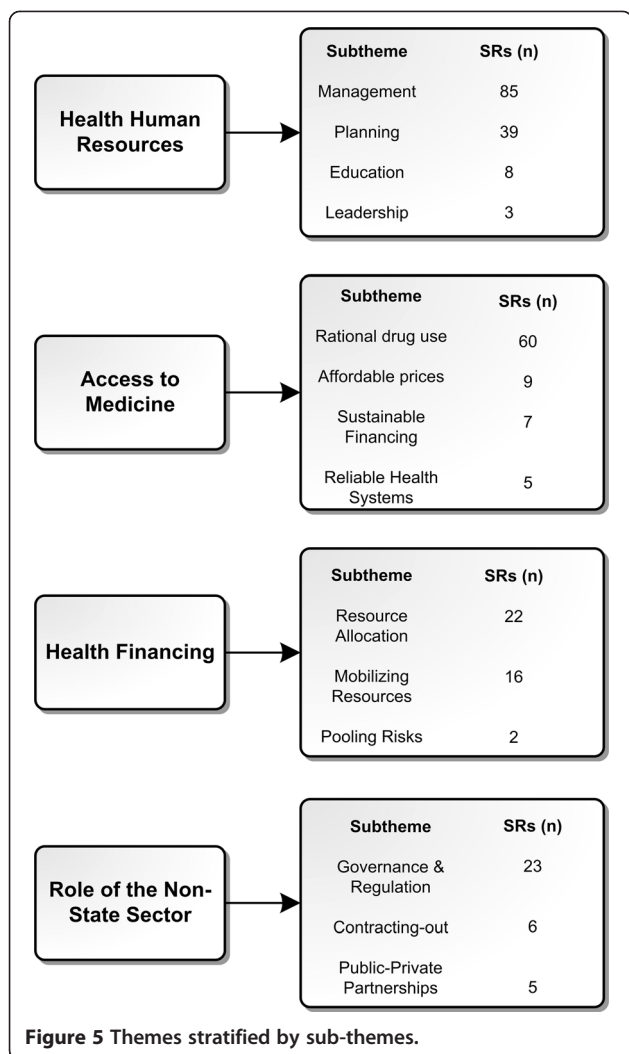 Health Human
Resources
Subtheme SRs (n)
Management 85
Planning 39
Education 8
Leadership 3
Access to
Medicine
Subtheme SRs (n)
Rational drug use 60
Affordable prices 9
Sustainable
Financing 7
Reliable Health
Systems 5
Health Financing
Subtheme SRs (n)
Resource
Allocation 22
Mobilizing
Resources 16
Pooling Risks 2
Role of the Non-
State Sector
Subtheme SRs (n)
Governance &
Regulation 23
Contracting-out 6
Public-Private
Partnerships 5
Figure 5 Themes stratified by sub-themes.